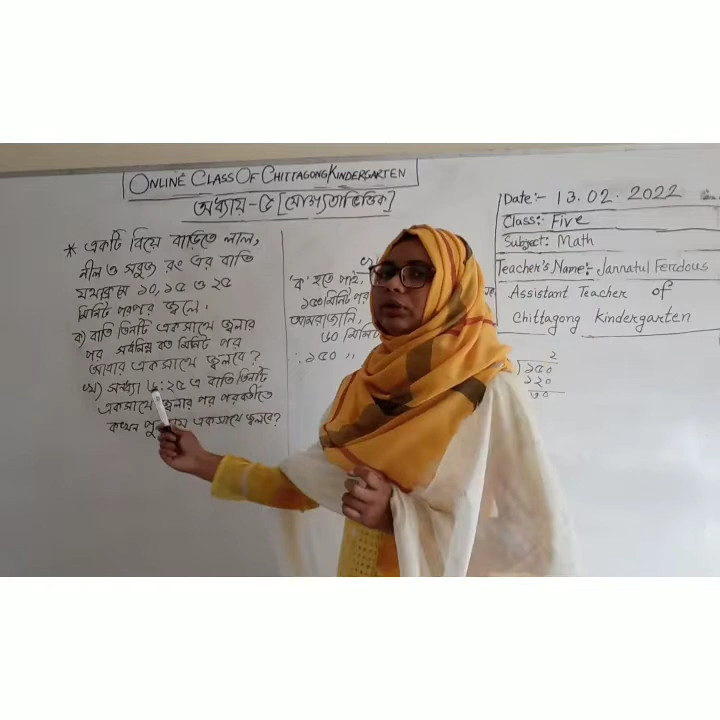 ONLINE CLASS OF CHITTAGONG KINDERGARTEN
অধ্যায়-৫ [যোগ্যতাভিত্তিক]
* একটি বিয়ে বাড়িতে লাল,
নীল ও সবুজ রং এর বাতি
যথাক্রমে ১০, ১৫ ও ২৫
মিনিট পরপর জ্বলে।
ক) বাতি তিনটি একসাথে জ্বলার
পর সর্বনিম্ন কত মিনিট পর
আবার একসাথে জ্বলবে?
খ) সন্ধ্যা ৬:২৫ এ বাতি তিনটি
একসাথে জ্বলার পর পরবর্তীতে
কখন একসাথে জ্বলবে?
'ক' হতে পাই,
১৫০ মিনিট পর
আমরা জানি,
৬০ মিনিট
∴ ১৫০ "
2
) ১৫০
১২০
৩০
Date:- 13.02.2022
Class:- Five
Subject: Math
Teacher's Name:- Jannatul Ferdous
Assistant Teacher of
Chittagong Kindergarten